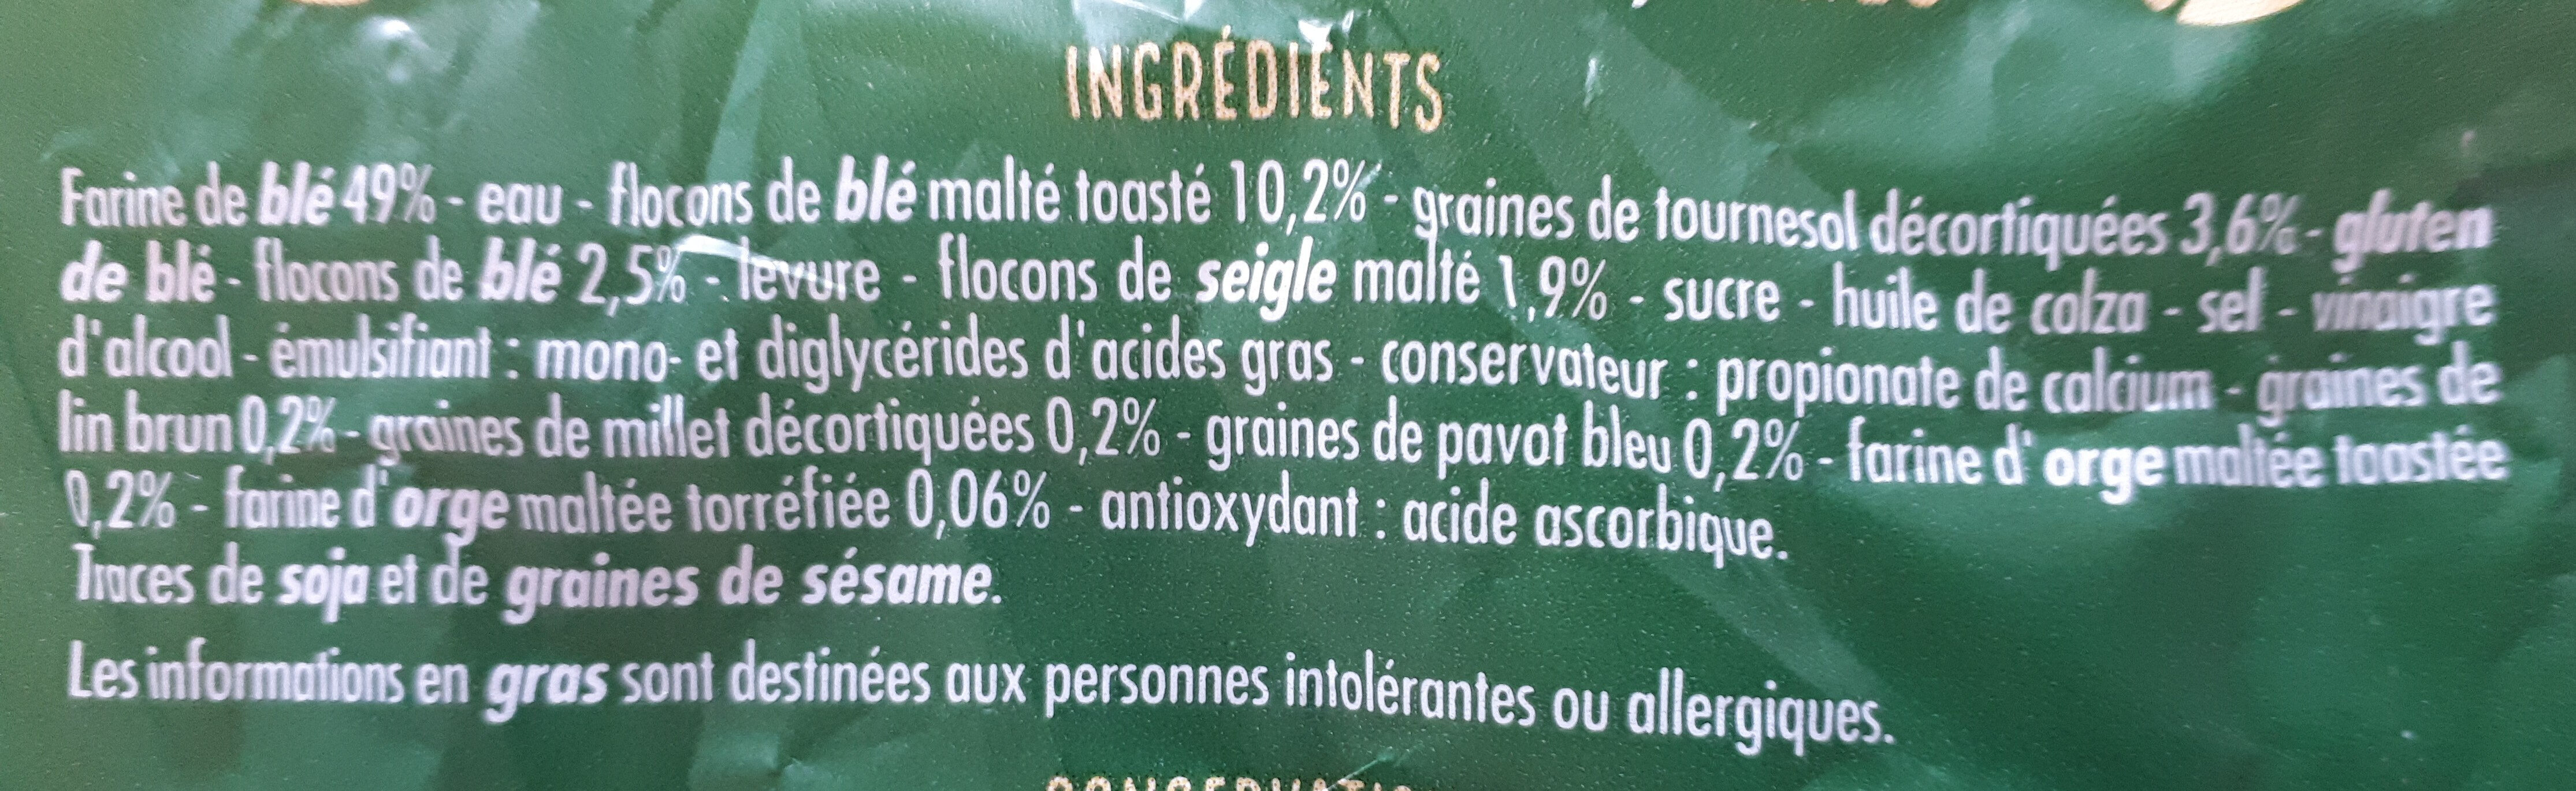 INGRÉDIENTS
Farine de blé 49% - eau - flocons de blé malté toasté 10,2% - graines de tournesol décortiquées 3,6% - gluten
de blé - flocons de blé 2,5% - levure - flocons de seigle malté 1,9% - sucre - huile de colza - sel - vinaigre
d'alcool - émulsifiant : mono- et diglycérides d'acides gras - conservateur : propionate de calcium - graines de
lin brun 0,2% - graines de millet décortiquées 0,2% - graines de pavot bleu 0,2% - farine d'orge maltée toastée
0,2% - farine d'orge maltée torréfiée 0,06% - antioxydant : acide ascorbique.
Traces de soja et de graines de sésame.
Les informations en gras sont destinées aux personnes intolérantes ou allergiques.